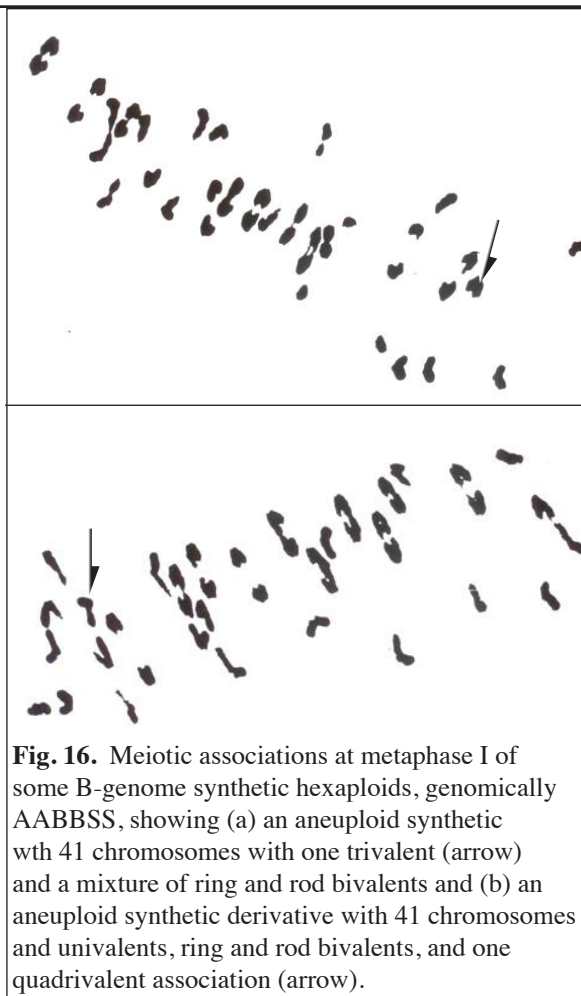 Fig. 16. Meiotic associations at metaphase I of
some B-genome synthetic hexaploids, genomically
AABBSS, showing (a) an aneuploid synthetic
wth 41 chromosomes with one trivalent (arrow)
and a mixture of ring and rod bivalents and (b) an
aneuploid synthetic derivative with 41 chromosomes
and univalents, ring and rod bivalents, and one
quadrivalent association (arrow).